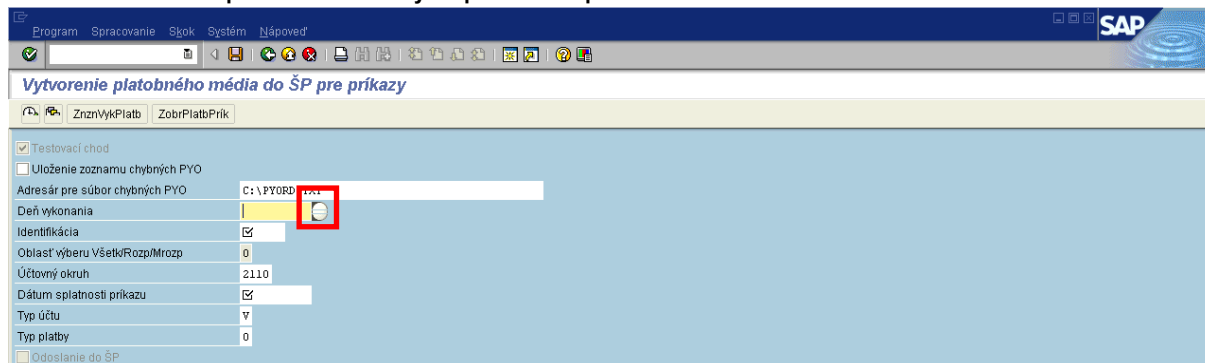 Program Spracovanie Skok Systém Nápoveď
SAP
Vytvorenie platobného média do ŠP pre príkazy
ZnznVykPlatb ZobrPlatbPrík
Testovací chod
Uloženie zoznamu chybných PYO
Adresár pre súbor chybných PYO
Deň vykonania
Identifikácia
Oblasť výberu Všetk/Rozp/Mrozp 0
Účtovný okruh 2110
Dátum splatnosti príkazu
Typ účtu V
Typ platby 0
Odoslanie do ŠP